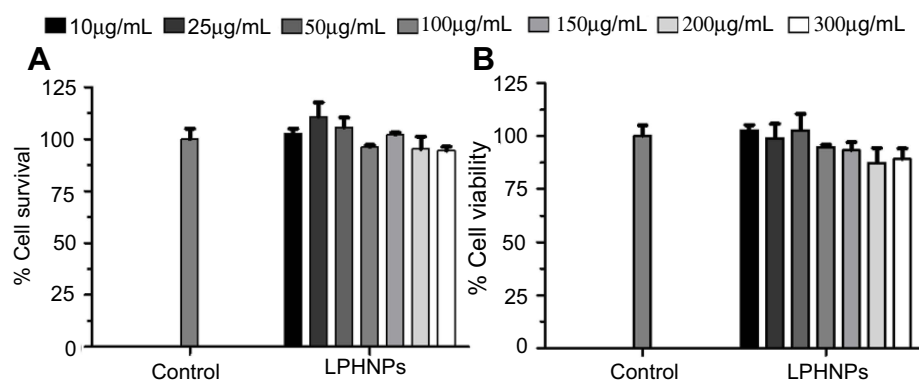 10µg/mL 25µg/mL 50µg/mL 100µg/mL 150µg/mL 200µg/mL 300µg/mL
A
125
100
75
50
25
0
% Cell survival
Control LPHNPs
B
125
100
75
50
25
0
% Cell viability
Control LPHNPs